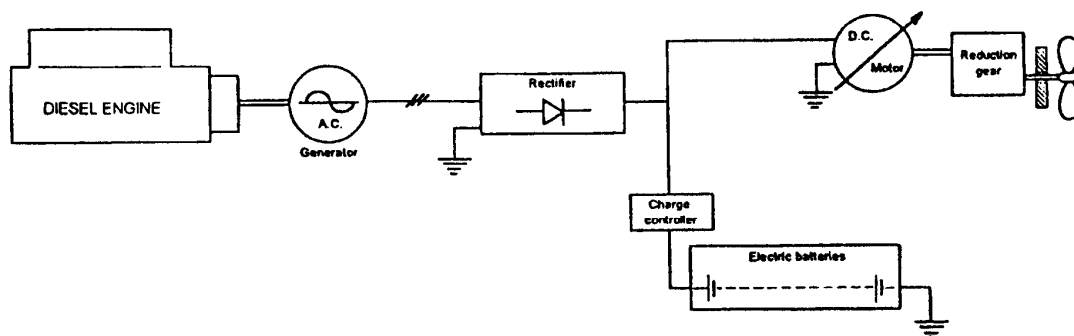 DIESEL ENGINE
A.C.
Generator
Rectifier
D.C.
Motor
Reduction
gear
Charge
controller
Electric batteries